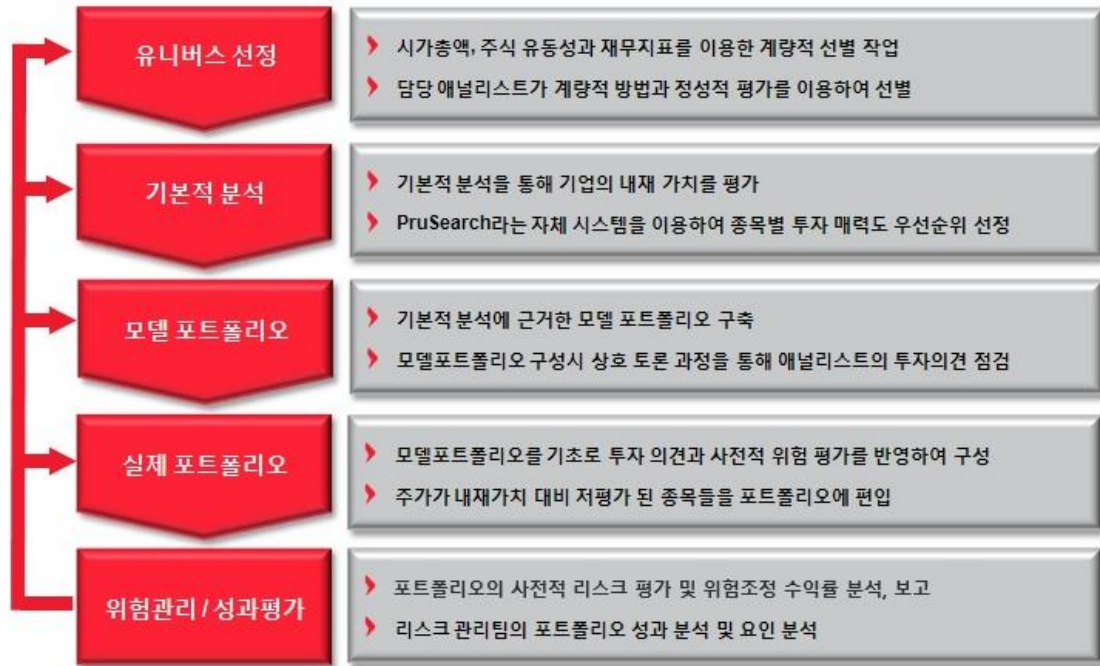 유니버스 선정
시가총액, 주식 유동성과 재무지표를 이용한 계량적 선별 작업
담당 애널리스트가 계량적 방법과 정성적 평가를 이용하여 선별
기본적 분석
기본적 분석을 통해 기업의 내재 가치를 평가
PruSearch라는 자체 시스템을 이용하여 종목별 투자 매력도 우선순위 선정
모델 포트폴리오
기본적 분석에 근거한 모델 포트폴리오 구축
모델포트폴리오 구성시 상호 토론 과정을 통해 애널리스트의 투자의견 점검
실제 포트폴리오
모델포트폴리오를 기초로 투자 의견과 사전적 위험 평가를 반영하여 구성
주가가 내재가치 대비 저평가 된 종목들을 포트폴리오에 편입
위험관리 / 성과평가
포트폴리오의 사전적 리스크 평가 및 위험조정 수익률 분석, 보고
리스크 관리팀의 포트폴리오 성과 분석 및 요인 분석